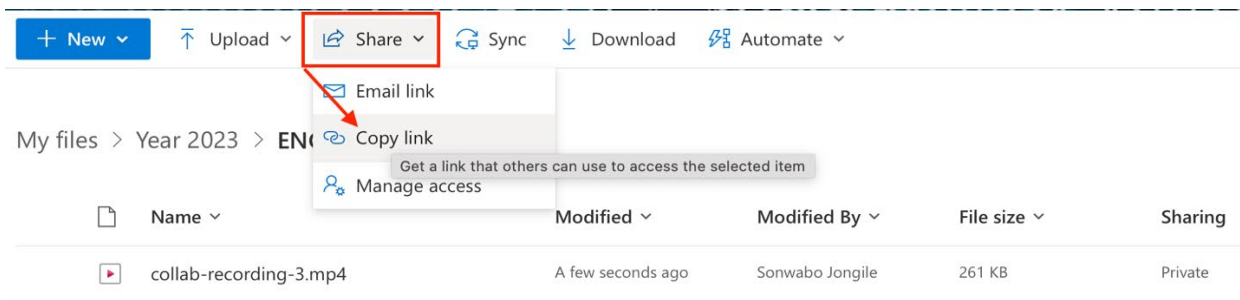 + New Upload Share Sync Download Automate
Email link
My files > Year 2023 > EN
Copy link
Get a link that others can use to access the selected item
Manage access
Name Modified Modified By File size Sharing
collab-recording-3.mp4 A few seconds ago Sonwabo Jongile 261 KB Private